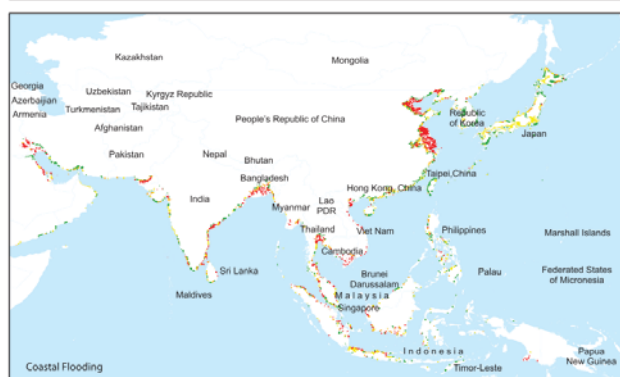 Kazakhstan
Mongolia
Georgia
Azerbaijan
Armenia
Uzbekistan
Kyrgyz Republic
Turkmenistan
Tajikistan
Afghanistan
People's Republic of China
Republic
of Korea
Japan
Pakistan
Nepal
Bhutan
Bangladesh
Taipei,China
Hong Kong, China
India
Myanmar
Lao
PDR
Thailand
Viet Nam
Cambodia
Philippines
Marshall Islands
Sri Lanka
Brunei
Darussalam
Palau
Federated States
of Micronesia
Maldives
Malaysia
Singapore
Indonesia
Papua
New Guinea
Timor-Leste
Coastal Flooding